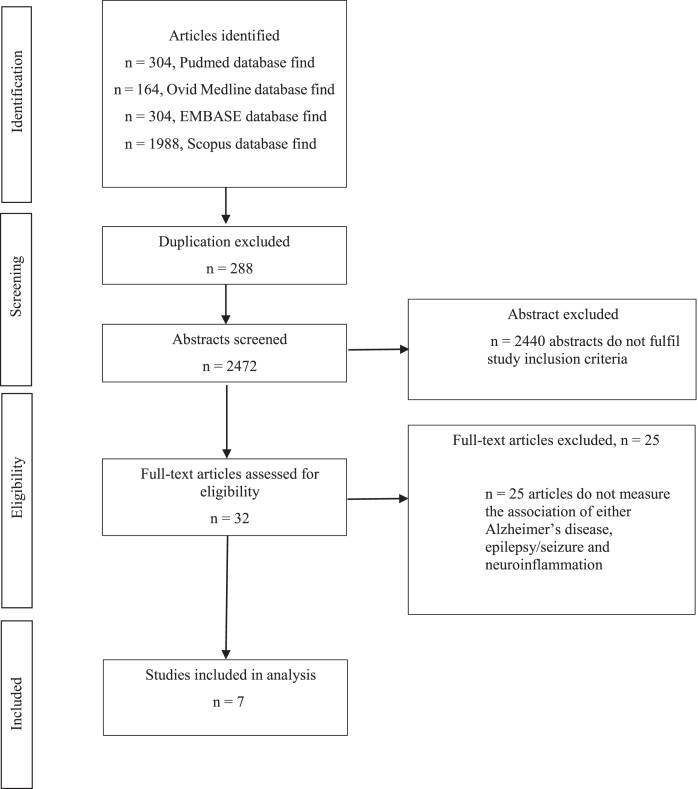 Identification
Articles identified
n = 304, Pudmed database find
n = 164, Ovid Medline database find
n = 304, EMBASE database find
n = 1988, Scopus database find
Screening
Duplication excluded
n = 288
Abstracts screened
n = 2472
Abstract excluded
n = 2440 abstracts do not fulfil
study inclusion criteria
Eligibility
Full-text articles assessed for
eligibility
n = 32
Full-text articles excluded, n = 25
n = 25 articles do not measure
the association of either
Alzheimer’s disease,
epilepsy/seizure and
neuroinflammation
Included
Studies included in analysis
n = 7